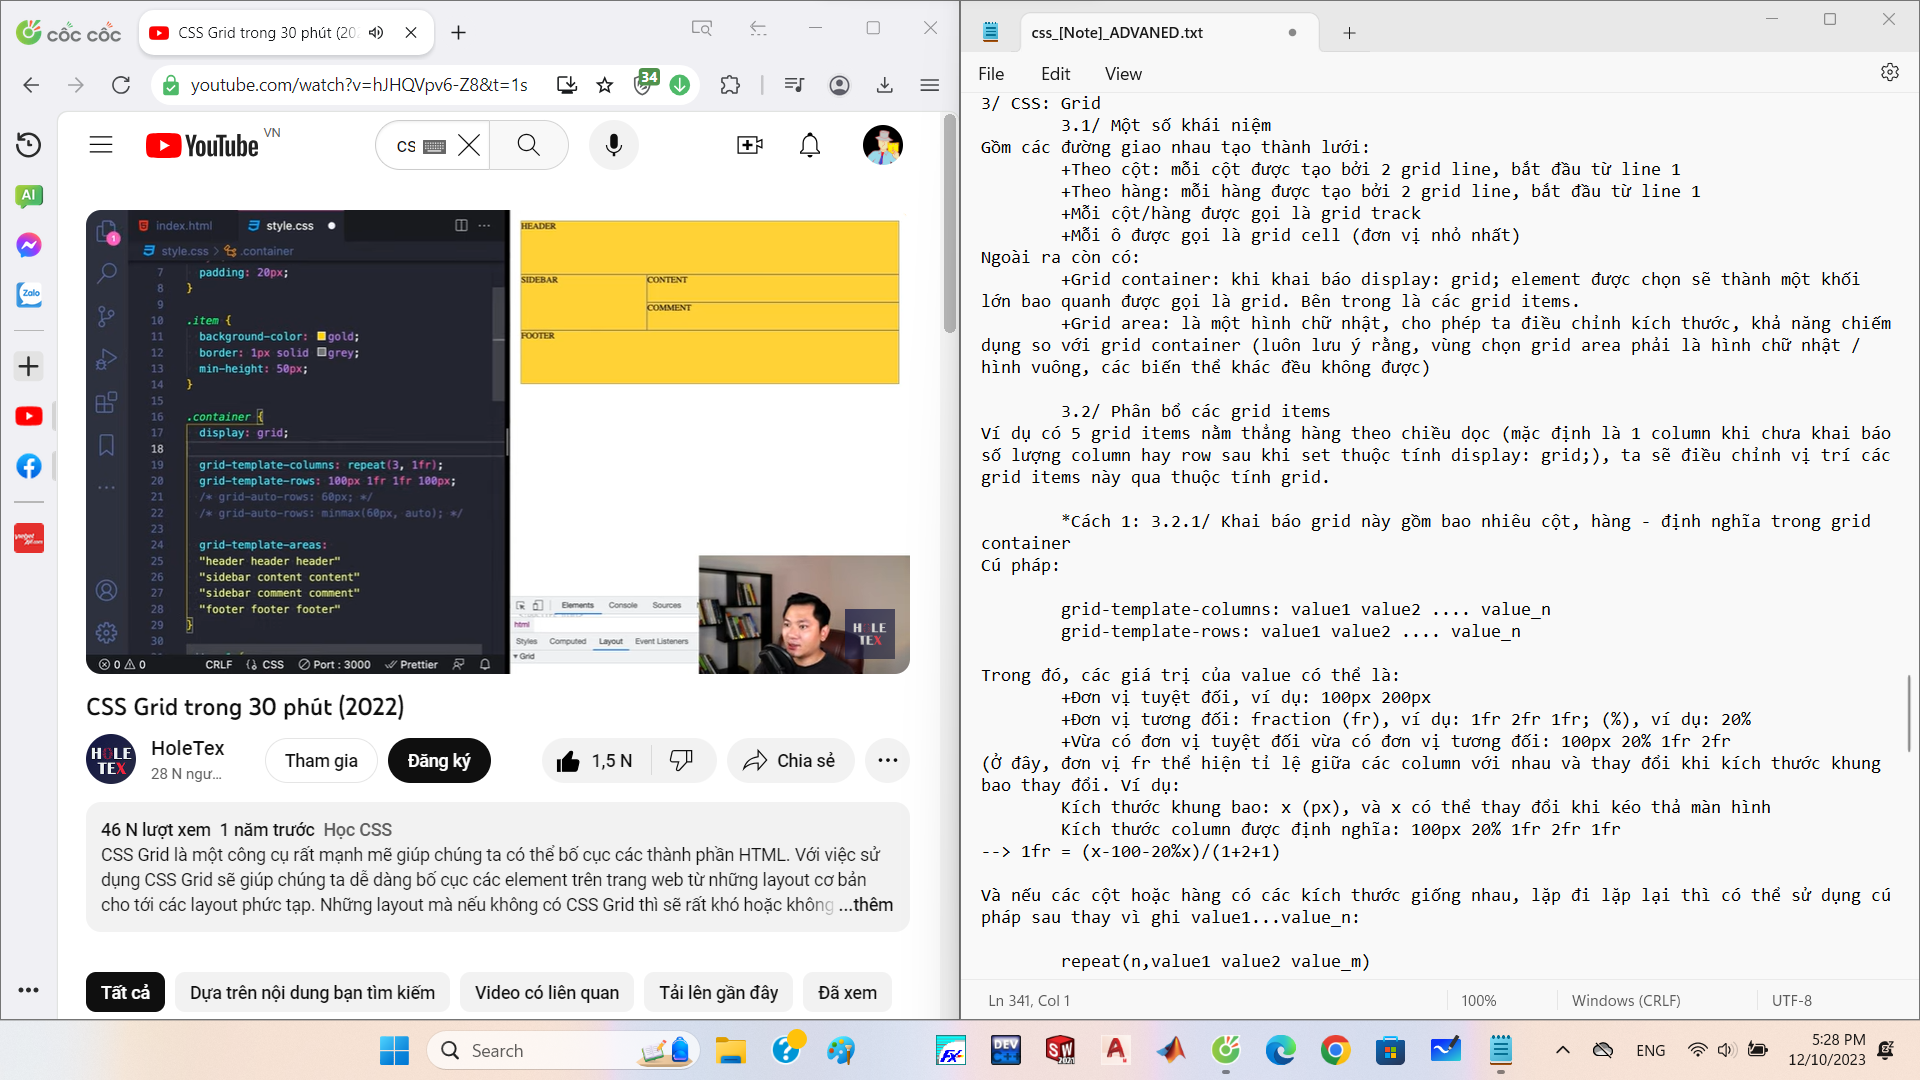 cốc cốc
CSS Grid trong 30 phút (20
youtube.com/watch?v=hJHQVpv6-Z8&t=1s
34
AI
Zalo
YouTube VN
cs
index.html
style.css
style.css > .container
7 padding: 20px;
8 }
9
10 .item {
11 background-color: gold;
12 border: 1px solid grey;
13 min-height: 50px;
14 }
15
16 .container {
17 display: grid;
18
19 grid-template-columns: repeat(3, 1fr);
20 grid-template-rows: 100px 1fr 1fr 100px;
21 /* grid-auto-rows: 60px; */
22 /* grid-auto-rows: minmax(60px, auto); */
23
24 grid-template-areas:
25 "header header header"
26 "sidebar content content"
27 "sidebar comment comment"
28 "footer footer footer"
29 }
30
0 0 CRLF {} CSS Port : 3000 Prettier
HEADER
SIDEBAR
CONTENT
COMMENT
FOOTER
Elements Console Sources
html
Styles Computed Layout Event Listeners
Grid
HOLE
TEX
CSS Grid trong 30 phút (2022)
HOLE
TEX
HoleTex
28 N ngư...
Tham gia
Đăng ký
1,5 N
Chia sẻ
46 N lượt xem 1 năm trước Học CSS
CSS Grid là một công cụ rất mạnh mẽ giúp chúng ta có thể bố cục các thành phần HTML. Với việc sử
dụng CSS Grid sẽ giúp chúng ta dễ dàng bố cục các element trên trang web từ những layout cơ bản
cho tới các layout phức tạp. Những layout mà nếu không có CSS Grid thì sẽ rất khó hoặc không ...thêm
Tất cả
Dựa trên nội dung bạn tìm kiếm
Video có liên quan
Tải lên gần đây
Đã xem
css_[Note]_ADVANED.txt
File Edit View
3/ CSS: Grid
3.1/ Một số khái niệm
Gồm các đường giao nhau tạo thành lưới:
+Theo cột: mỗi cột được tạo bởi 2 grid line, bắt đầu từ line 1
+Theo hàng: mỗi hàng được tạo bởi 2 grid line, bắt đầu từ line 1
+Mỗi cột/hàng được gọi là grid track
+Mỗi ô được gọi là grid cell (đơn vị nhỏ nhất)
Ngoài ra còn có:
+Grid container: khi khai báo display: grid; element được chọn sẽ thành một khối
lớn bao quanh được gọi là grid. Bên trong là các grid items.
+Grid area: là một hình chữ nhật, cho phép ta điều chỉnh kích thước, khả năng chiếm
dụng so với grid container (luôn lưu ý rằng, vùng chọn grid area phải là hình chữ nhật /
hình vuông, các biến thể khác đều không được)
3.2/ Phân bổ các grid items
Ví dụ có 5 grid items nằm thẳng hàng theo chiều dọc (mặc định là 1 column khi chưa khai báo
số lượng column hay row sau khi set thuộc tính display: grid;), ta sẽ điều chỉnh vị trí các
grid items này qua thuộc tính grid.
*Cách 1: 3.2.1/ Khai báo grid này gồm bao nhiêu cột, hàng - định nghĩa trong grid
container
Cú pháp:
grid-template-columns: value1 value2 .... value_n
grid-template-rows: value1 value2 .... value_n
Trong đó, các giá trị của value có thể là:
+Đơn vị tuyệt đối, ví dụ: 100px 200px
+Đơn vị tương đối: fraction (fr), ví dụ: 1fr 2fr 1fr; (%), ví dụ: 20%
+Vừa có đơn vị tuyệt đối vừa có đơn vị tương đối: 100px 20% 1fr 2fr
(Ở đây, đơn vị fr thể hiện tỉ lệ giữa các column với nhau và thay đổi khi kích thước khung
bao thay đổi. Ví dụ:
Kích thước khung bao: x (px), và x có thể thay đổi khi kéo thả màn hình
Kích thước column được định nghĩa: 100px 20% 1fr 2fr 1fr
--> 1fr = (x-100-20%x)/(1+2+1)
Và nếu các cột hoặc hàng có các kích thước giống nhau, lặp đi lặp lại thì có thể sử dụng cú
pháp sau thay vì ghi value1...value_n:
repeat(n,value1 value2 value_m)
Ln 341, Col 1
100%
Windows (CRLF)
UTF-8
Search
DEV C++
SW 2021
ENG
5:28 PM
12/10/2023